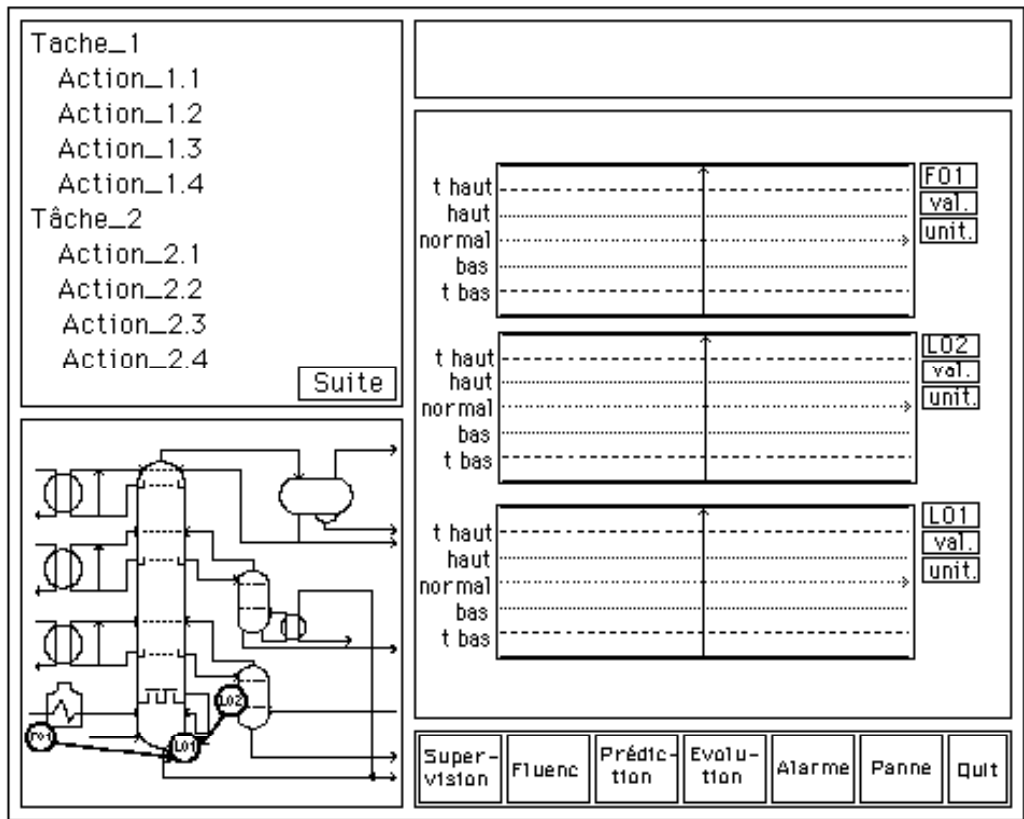 Tache_1
Action_1.1
Action_1.2
Action_1.3
Action_1.4
Tâche_2
Action_2.1
Action_2.2
Action_2.3
Action_2.4
Suite
t haut
haut
normal
bas
t bas
F01
val.
unit.
t haut
haut
normal
bas
t bas
L02
val.
unit.
t haut
haut
normal
bas
t bas
L01
val.
unit.
L02
L01
Super-
vision
Fluenc
Prédic-
tion
Evolu-
tion
Alarme
Panne
Quit